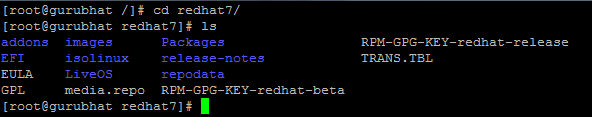 [root@gurubhat /]# cd redhat7/
[root@gurubhat redhat7]# ls
addons  images      Packages                 RPM-GPG-KEY-redhat-release
EFI     isolinux    release-notes            TRANS.TBL
EULA    LiveOS      repodata
GPL     media.repo  RPM-GPG-KEY-redhat-beta
[root@gurubhat redhat7]#